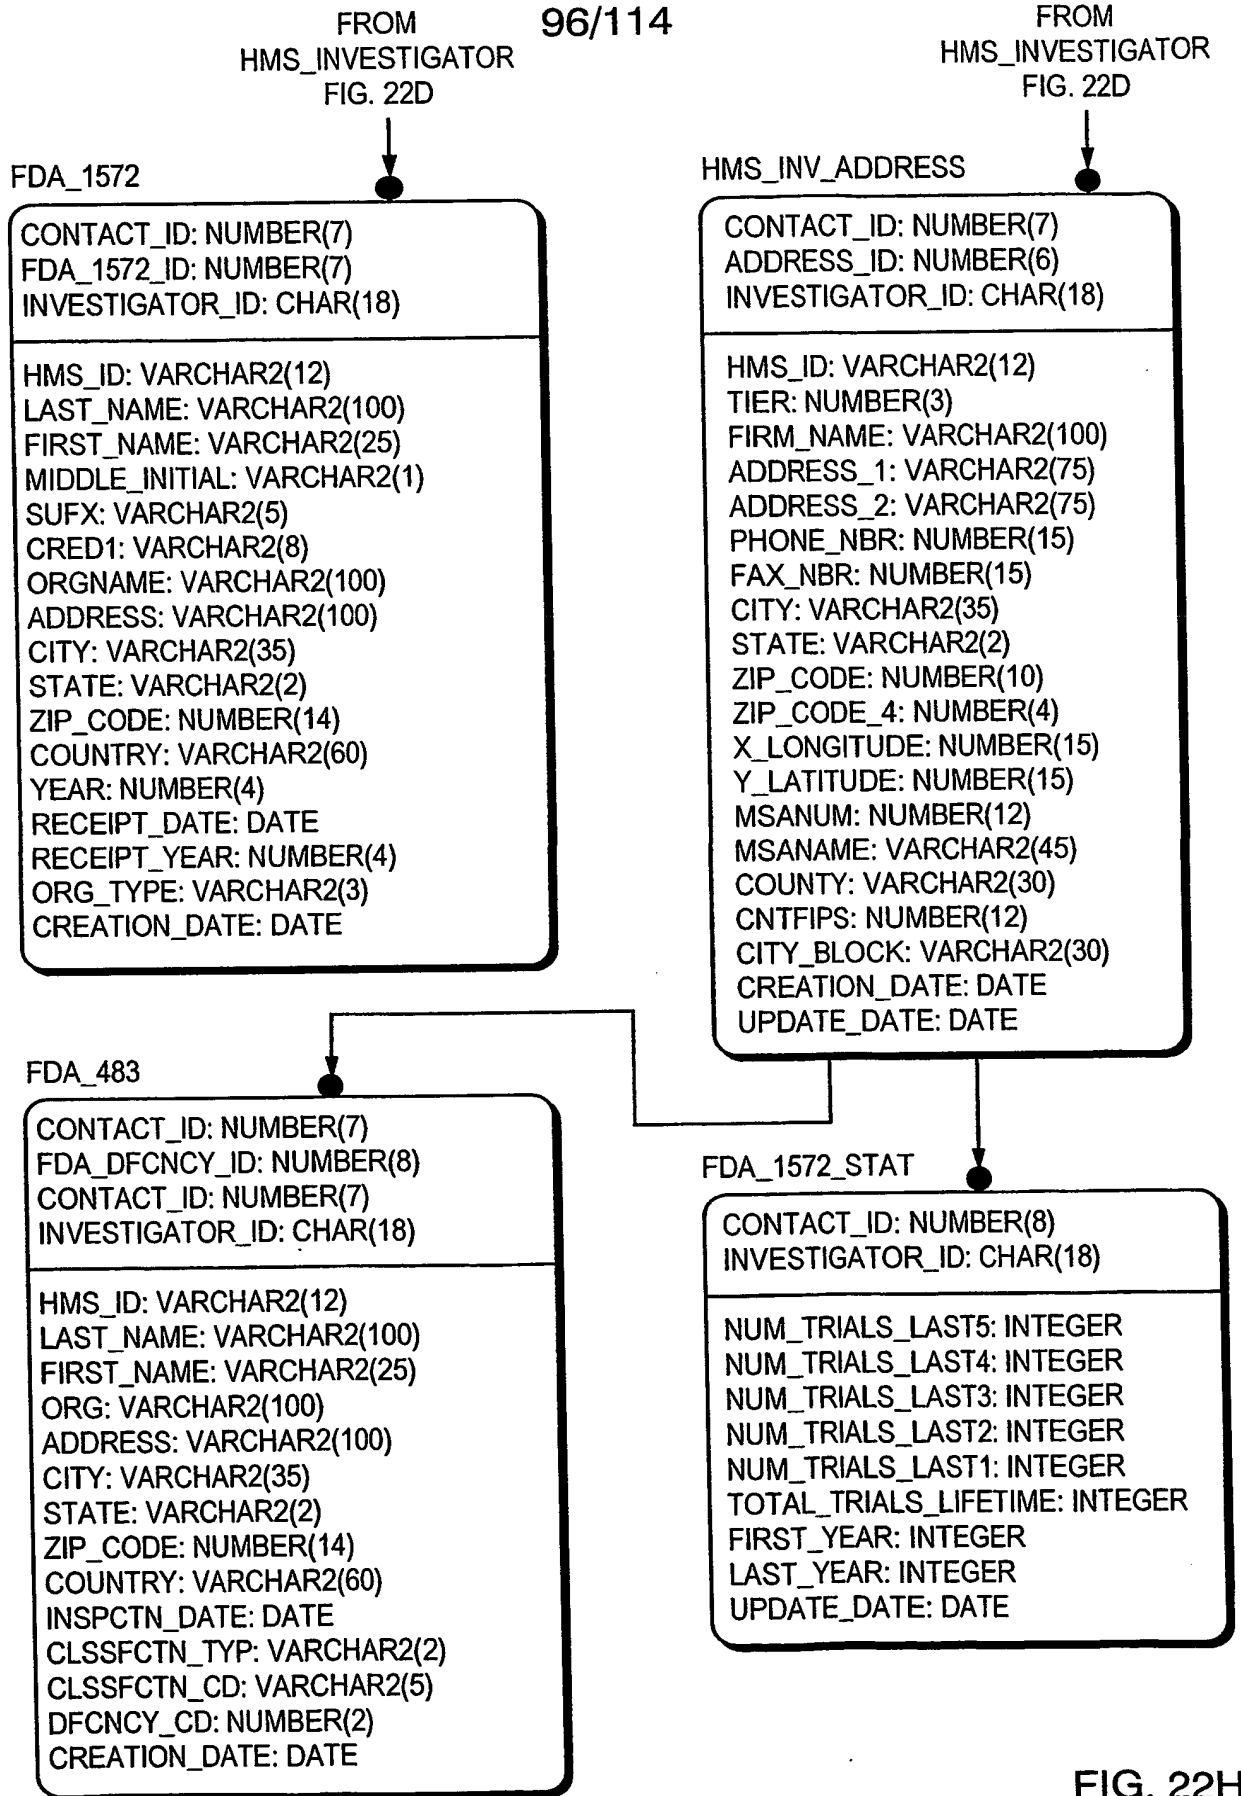 96/114
FROM
HMS_INVESTIGATOR
FIG. 22D
FDA_1572
CONTACT_ID: NUMBER(7)
FDA_1572_ID: NUMBER(7)
INVESTIGATOR_ID: CHAR(18)
HMS_ID: VARCHAR2(12)
LAST_NAME: VARCHAR2(100)
FIRST_NAME: VARCHAR2(25)
MIDDLE_INITIAL: VARCHAR2(1)
SUFX: VARCHAR2(5)
CRED1: VARCHAR2(8)
ORGNAME: VARCHAR2(100)
ADDRESS: VARCHAR2(100)
CITY: VARCHAR2(35)
STATE: VARCHAR2(2)
ZIP_CODE: NUMBER(14)
COUNTRY: VARCHAR2(60)
YEAR: NUMBER(4)
RECEIPT_DATE: DATE
RECEIPT_YEAR: NUMBER(4)
ORG_TYPE: VARCHAR2(3)
CREATION_DATE: DATE
FROM
HMS_INVESTIGATOR
FIG. 22D
HMS_INV_ADDRESS
CONTACT_ID: NUMBER(7)
ADDRESS_ID: NUMBER(6)
INVESTIGATOR_ID: CHAR(18)
HMS_ID: VARCHAR2(12)
TIER: NUMBER(3)
FIRM_NAME: VARCHAR2(100)
ADDRESS_1: VARCHAR2(75)
ADDRESS_2: VARCHAR2(75)
PHONE_NBR: NUMBER(15)
FAX_NBR: NUMBER(15)
CITY: VARCHAR2(35)
STATE: VARCHAR2(2)
ZIP_CODE: NUMBER(10)
ZIP_CODE_4: NUMBER(4)
X_LONGITUDE: NUMBER(15)
Y_LATITUDE: NUMBER(15)
MSANUM: NUMBER(12)
MSANAME: VARCHAR2(45)
COUNTY: VARCHAR2(30)
CNTFIPS: NUMBER(12)
CITY_BLOCK: VARCHAR2(30)
CREATION_DATE: DATE
UPDATE_DATE: DATE
FDA_483
CONTACT_ID: NUMBER(7)
FDA_DFCNCY_ID: NUMBER(8)
CONTACT_ID: NUMBER(7)
INVESTIGATOR_ID: CHAR(18)
HMS_ID: VARCHAR2(12)
LAST_NAME: VARCHAR2(100)
FIRST_NAME: VARCHAR2(25)
ORG: VARCHAR2(100)
ADDRESS: VARCHAR2(100)
CITY: VARCHAR2(35)
STATE: VARCHAR2(2)
ZIP_CODE: NUMBER(14)
COUNTRY: VARCHAR2(60)
INSPCTN_DATE: DATE
CLSSFCTN_TYP: VARCHAR2(2)
CLSSFCTN_CD: VARCHAR2(5)
DFCNCY_CD: NUMBER(2)
CREATION_DATE: DATE
FDA_1572_STAT
CONTACT_ID: NUMBER(8)
INVESTIGATOR_ID: CHAR(18)
NUM_TRIALS_LAST5: INTEGER
NUM_TRIALS_LAST4: INTEGER
NUM_TRIALS_LAST3: INTEGER
NUM_TRIALS_LAST2: INTEGER
NUM_TRIALS_LAST1: INTEGER
TOTAL_TRIALS_LIFETIME: INTEGER
FIRST_YEAR: INTEGER
LAST_YEAR: INTEGER
UPDATE_DATE: DATE
FIG. 22H